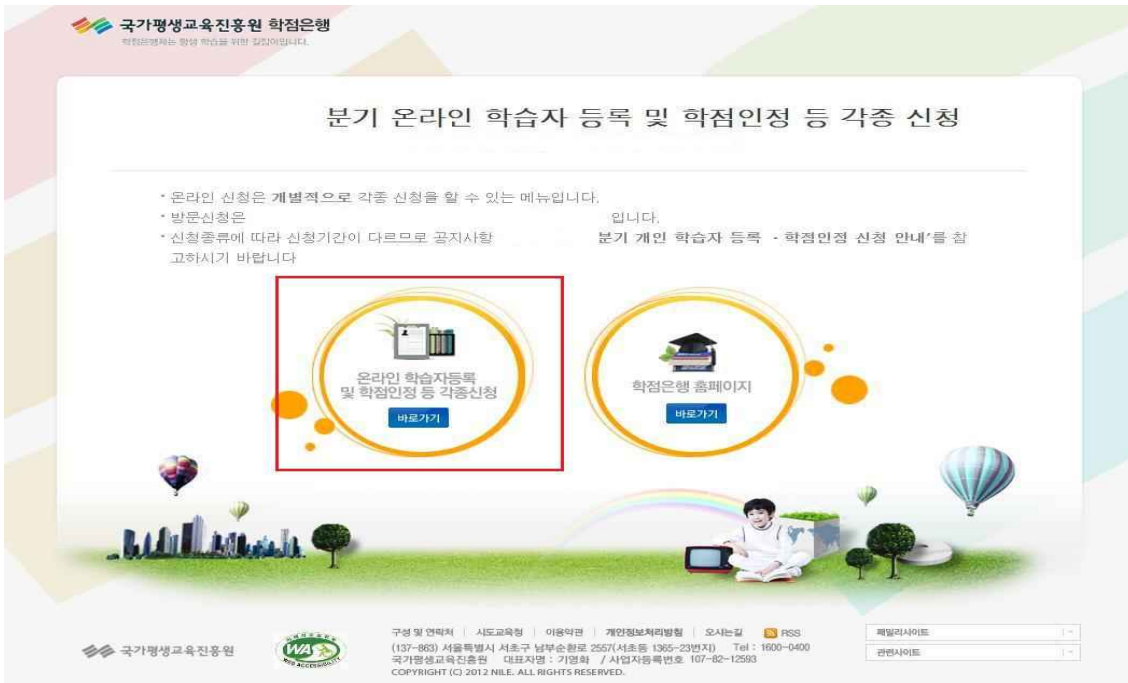 국가평생교육진흥원 학점은행
학점은행제는 평생 학습을 위한 길잡이입니다.
분기 온라인 학습자 등록 및 학점인정 등 각종 신청
* 온라인 신청은 개별적으로 각종 신청을 할 수 있는 메뉴입니다.
* 방문신청은 입니다.
* 신청종류에 따라 신청기간이 다르므로 공지사항 분기 개인 학습자 등록 · 학점인정 신청 안내'를 참
고하시기 바랍니다
온라인 학습자등록
및 학점인정 등 각종신청
바로가기
학점은행 홈페이지
바로가기
국가평생교육진흥원
WA
WEB ACCESSIBILITY
구성 및 연락처 | 시도교육청 | 이용약관 | 개인정보처리방침 | 오시는길 RSS
(137-863) 서울특별시 서초구 남부순환로 2557(서초동 1365-23번지) Tel : 1600-0400
국가평생교육진흥원 대표자명 : 기영화 / 사업자등록번호 107-82-12593
COPYRIGHT (C) 2012 NILE. ALL RIGHTS RESERVED.
패밀리사이트
관련사이트